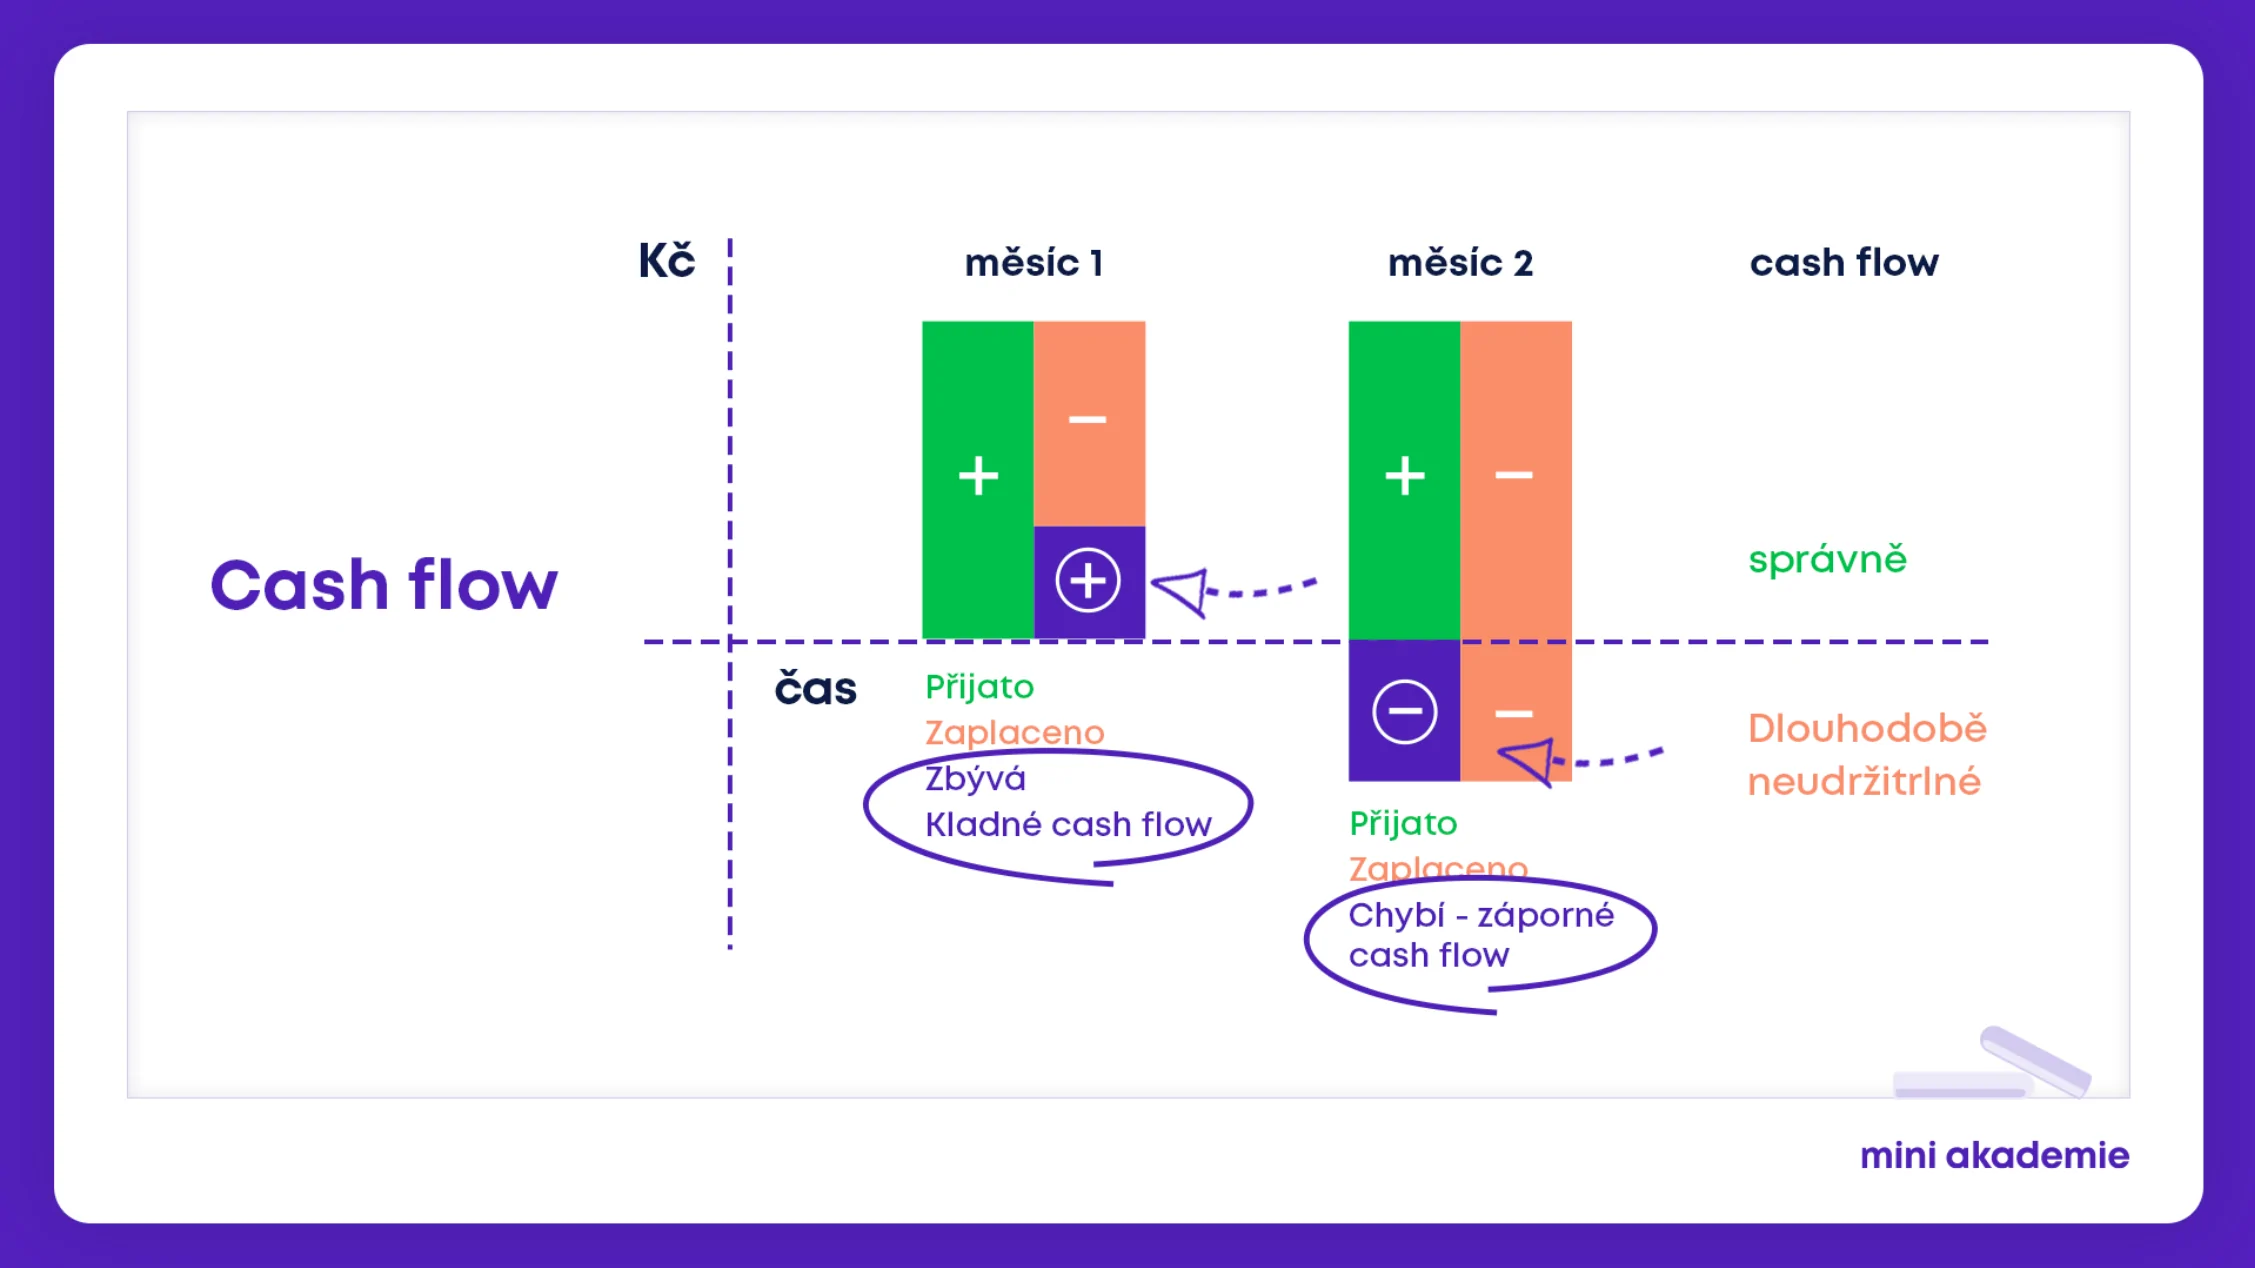 Kč
měsíc 1
měsíc 2
cash flow
+
−
+
−
+
správně
Cash flow
čas
Přijato
Zaplaceno
Zbývá
Kladné cash flow
−
−
Dlouhodobě
neudržitrlné
Přijato
Zaplaceno
Chybí - záporné
cash flow
mini akademie